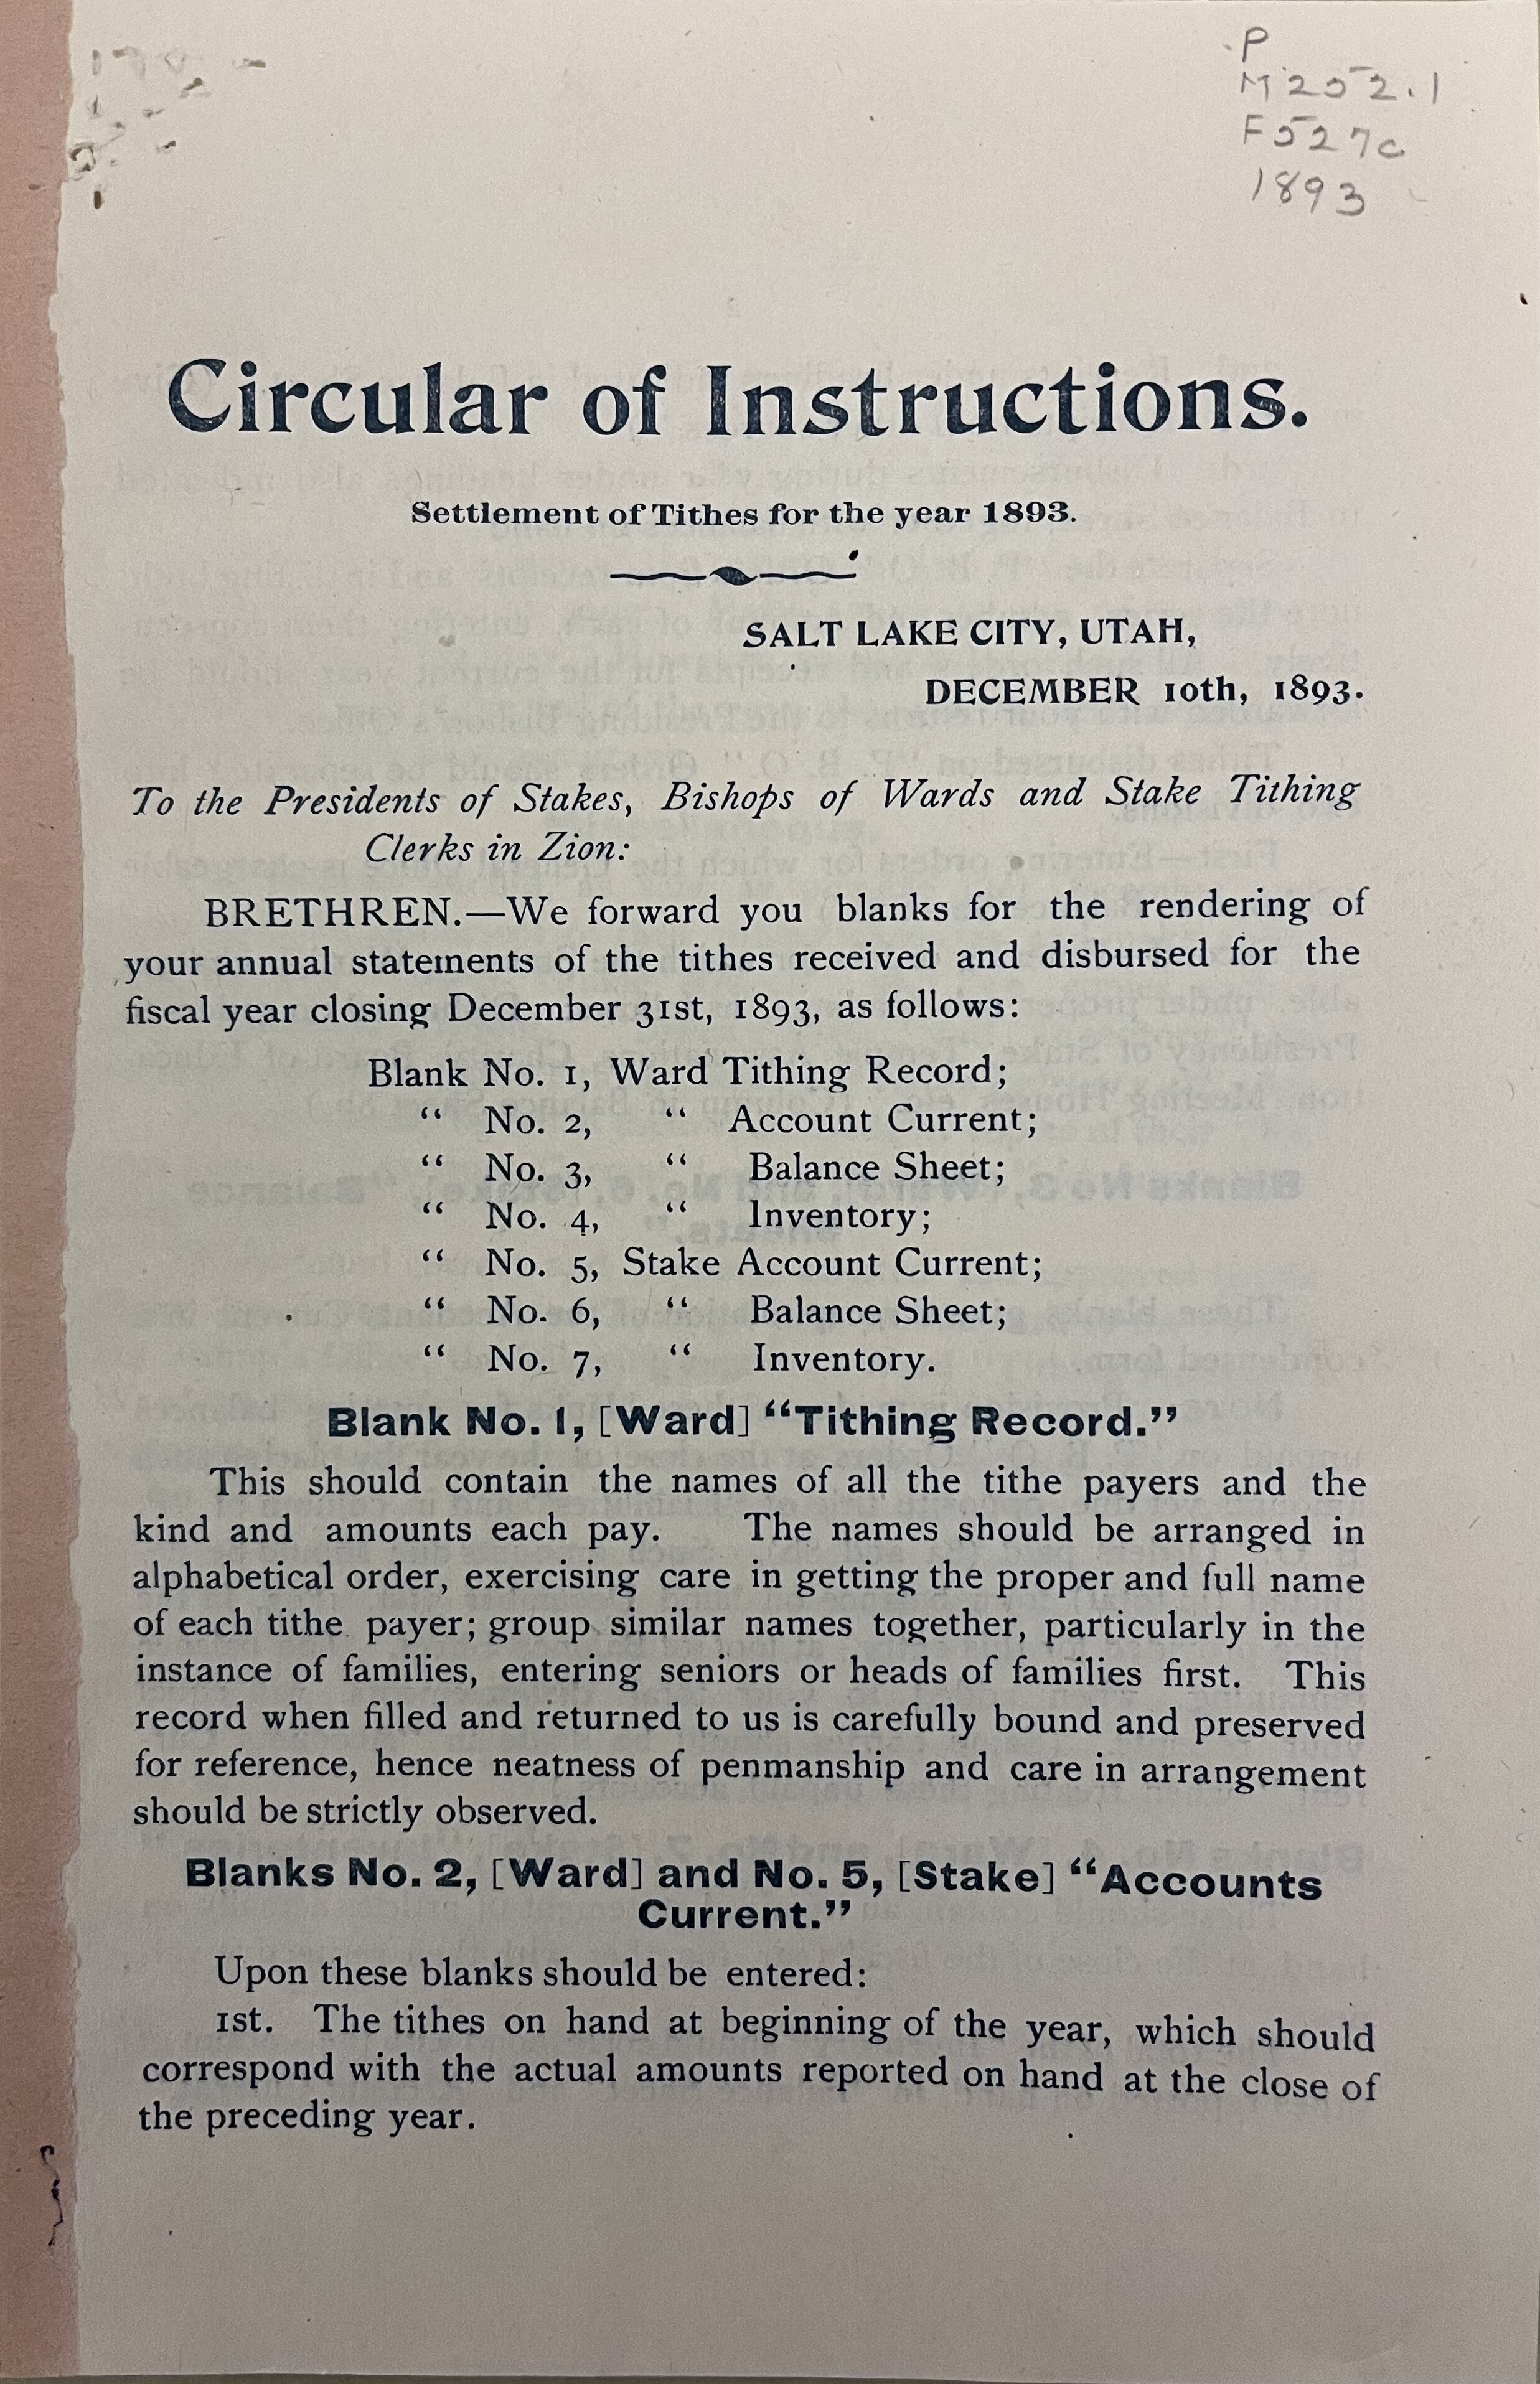 P
M252.1
F527c
1893
Circular of Instructions.
Settlement of Tithes for the year 1893.
SALT LAKE CITY, UTAH,
DECEMBER 10th, 1893.
To the Presidents of Stakes, Bishops of Wards and Stake Tithing
Clerks in Zion:
BRETHREN.—We forward you blanks for the rendering of
your annual statements of the tithes received and disbursed for the
fiscal year closing December 31st, 1893, as follows:
Blank No. 1, Ward Tithing Record;
“ No. 2, “ Account Current;
“ No. 3, “ Balance Sheet;
“ No. 4, “ Inventory;
“ No. 5, Stake Account Current;
“ No. 6, “ Balance Sheet;
“ No. 7, “ Inventory.
Blank No. 1, [Ward] “Tithing Record.”
This should contain the names of all the tithe payers and the
kind and amounts each pay. The names should be arranged in
alphabetical order, exercising care in getting the proper and full name
of each tithe payer; group similar names together, particularly in the
instance of families, entering seniors or heads of families first. This
record when filled and returned to us is carefully bound and preserved
for reference, hence neatness of penmanship and care in arrangement
should be strictly observed.
Blanks No. 2, [Ward] and No. 5, [Stake] “Accounts
Current.”
Upon these blanks should be entered:
1st. The tithes on hand at beginning of the year, which should
correspond with the actual amounts reported on hand at the close of
the preceding year.